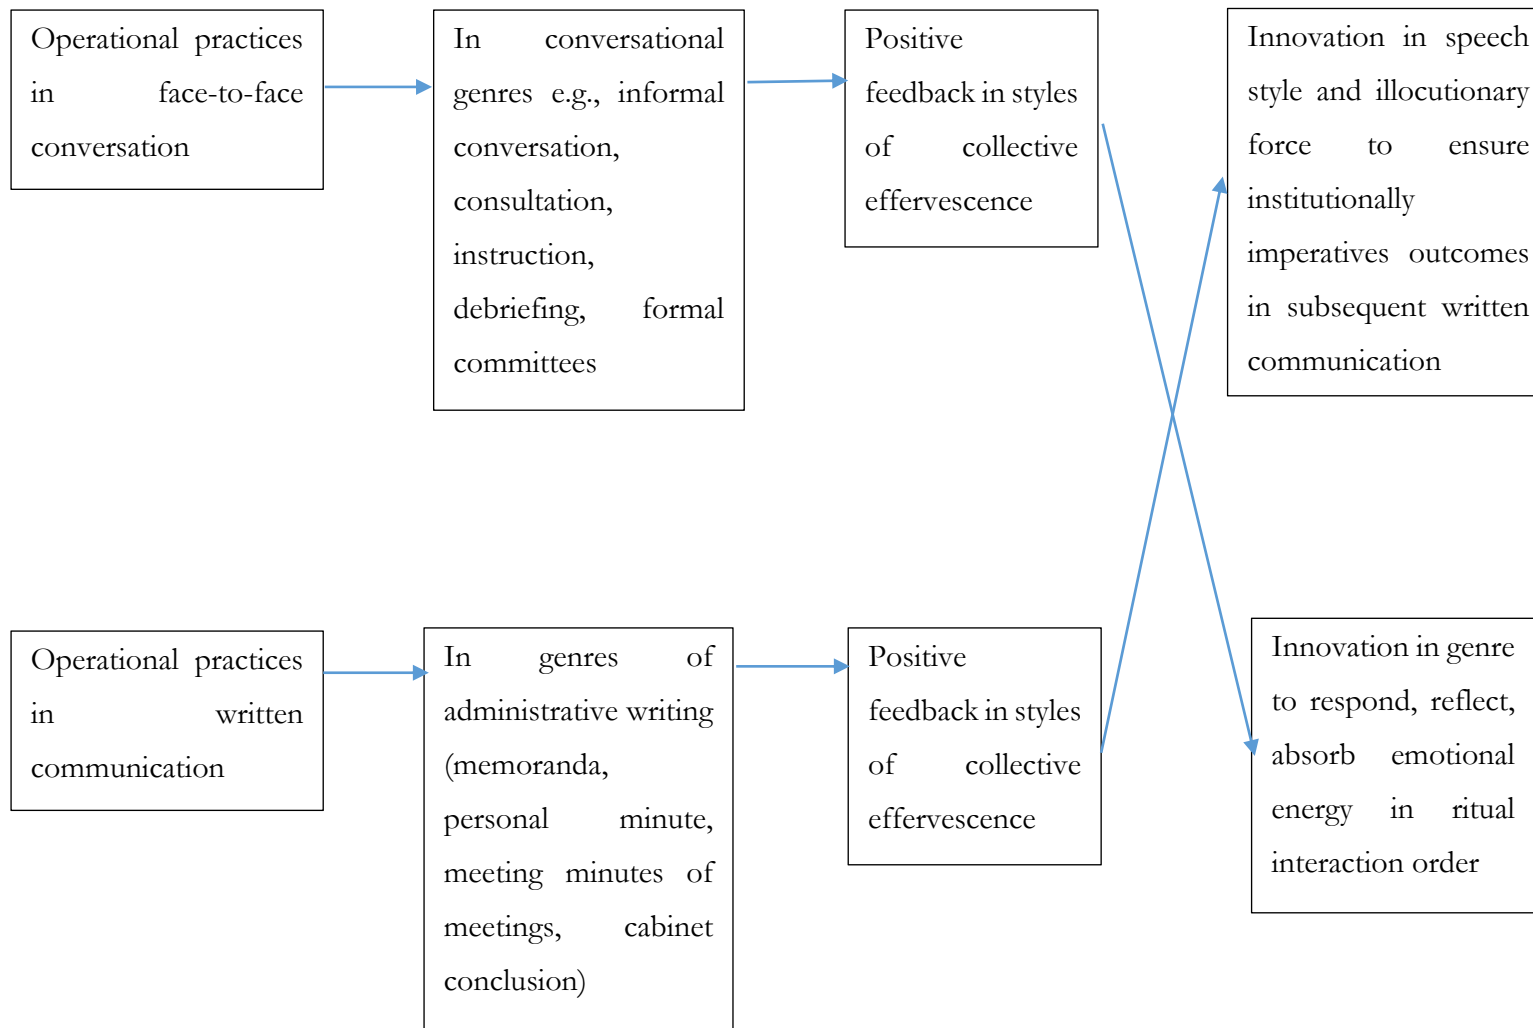 Operational practices
in face-to-face
conversation
In conversational
genres e.g., informal
conversation,
consultation,
instruction,
debriefing, formal
committees
Positive
feedback in styles
of collective
effervescence
Innovation in speech
style and illocutionary
force to ensure
institutionally
imperatives outcomes
in subsequent written
communication
Operational practices
in written
communication
In genres of
administrative writing
(memoranda,
personal minute,
meeting minutes of
meetings, cabinet
conclusion)
Positive
feedback in styles
of collective
effervescence
Innovation in genre
to respond, reflect,
absorb emotional
energy in ritual
interaction order